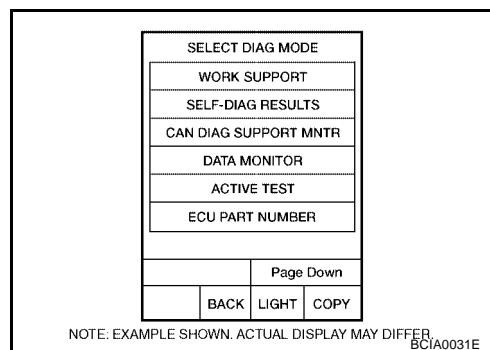 SELECT DIAG MODE
WORK SUPPORT
SELF-DIAG RESULTS
CAN DIAG SUPPORT MNTR
DATA MONITOR
ACTIVE TEST
ECU PART NUMBER
Page Down
BACK LIGHT COPY
NOTE: EXAMPLE SHOWN. ACTUAL DISPLAY MAY DIFFER.
BCIA0031E